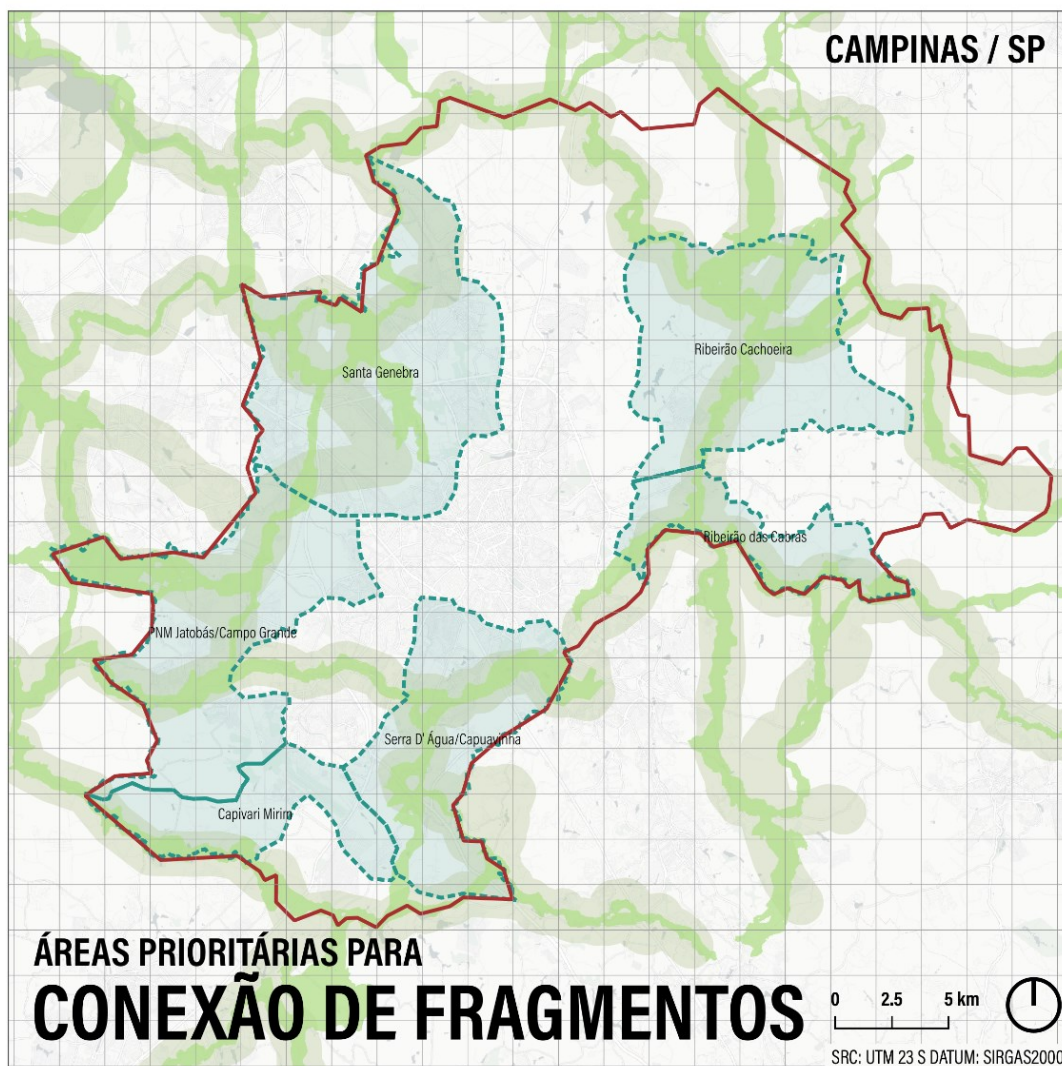 CAMPINAS / SP
Ribeirão Cachoeira
Santa Genebra
Ribeirão das Cabras
PNM Jatobás/Campo Grande
Serra D' Água/Capuavinha
Capivari Mirim
ÁREAS PRIORITÁRIAS PARA
CONEXÃO DE FRAGMENTOS
0 2.5 5 km
SRC: UTM 23 S DATUM: SIRGAS2000